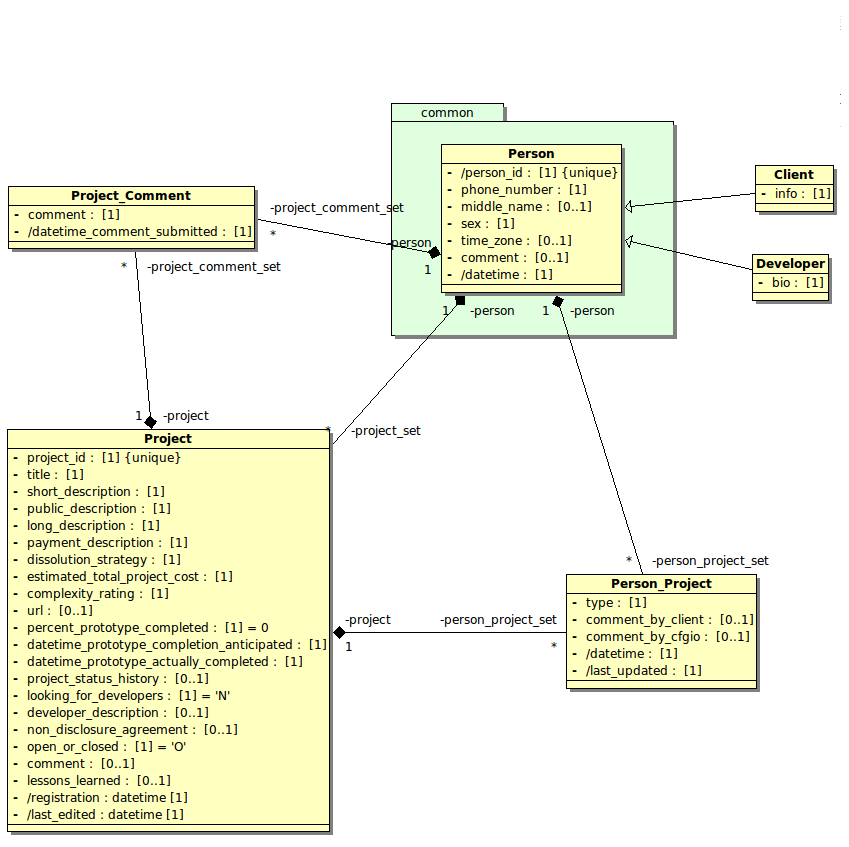 common
Person
- /person_id : [1] {unique}
- phone_number : [1]
- middle_name : [0..1]
- sex : [1]
- time_zone : [0..1]
- comment : [0..1]
- /datetime : [1]
Client
- info : [1]
Developer
- bio : [1]
Project_Comment
- comment : [1]
- /datetime_comment_submitted : [1]
-project_comment_set
*
-person
1
* -project_comment_set
1 -person
1 -person
1 -project
* -project_set
Project
- project_id : [1] {unique}
- title : [1]
- short_description : [1]
- public_description : [1]
- long_description : [1]
- payment_description : [1]
- dissolution_strategy : [1]
- estimated_total_project_cost : [1]
- complexity_rating : [1]
- url : [0..1]
- percent_prototype_completed : [1] = 0
- datetime_prototype_completion_anticipated : [1]
- datetime_prototype_actually_completed : [1]
- project_status_history : [0..1]
- looking_for_developers : [1] = 'N'
- developer_description : [0..1]
- non_disclosure_agreement : [0..1]
- open_or_closed : [1] = 'O'
- comment : [0..1]
- lessons_learned : [0..1]
- /registration : datetime [1]
- /last_edited : datetime [1]
* -person_project_set
-project
1
-person_project_set
*
Person_Project
- type : [1]
- comment_by_client : [0..1]
- comment_by_cfgio : [0..1]
- /datetime : [1]
- /last_updated : [1]